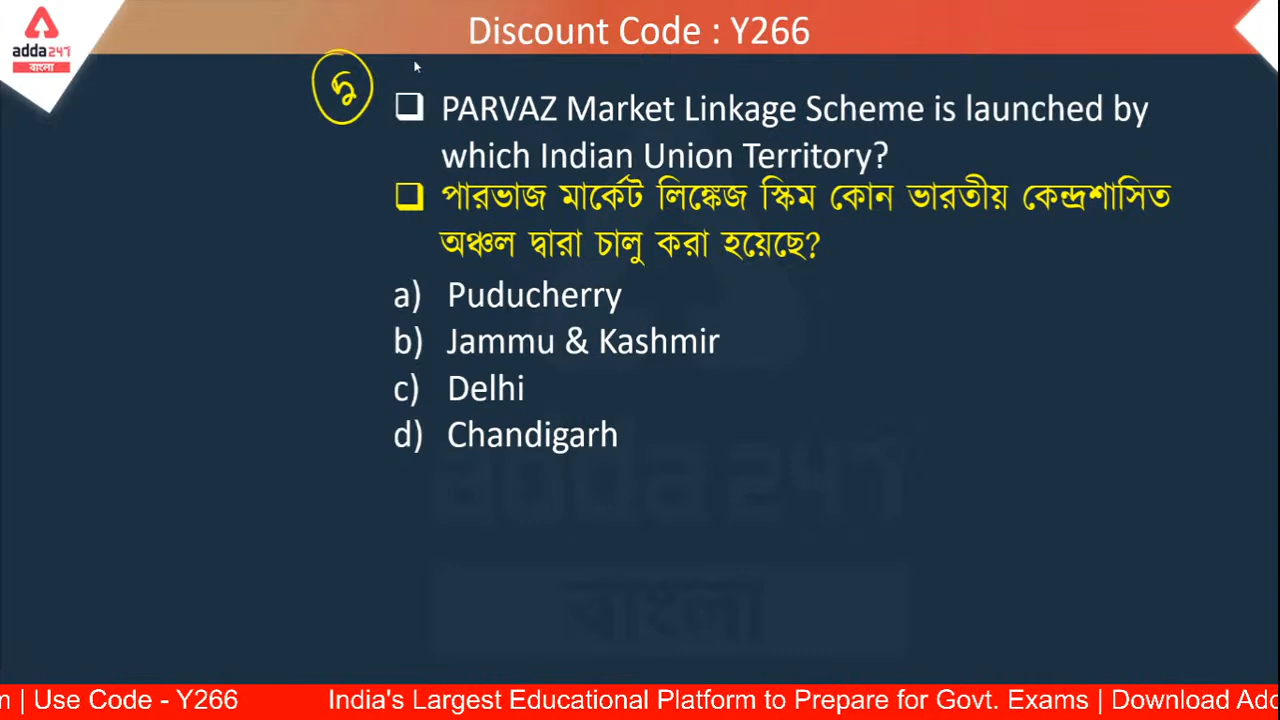 Discount Code : Y266
adda247
বাংলা
PARVAZ Market Linkage Scheme is launched by
which Indian Union Territory?
পারভাজ মার্কেট লিঙ্কেজ স্কিম কোন ভারতীয় কেন্দ্রশাসিত
অঞ্চল দ্বারা চালু করা হয়েছে?
a) Puducherry
b) Jammu & Kashmir
c) Delhi
d) Chandigarh
adda247
বাংলা
| Use Code - Y266 India's Largest Educational Platform to Prepare for Govt. Exams | Download